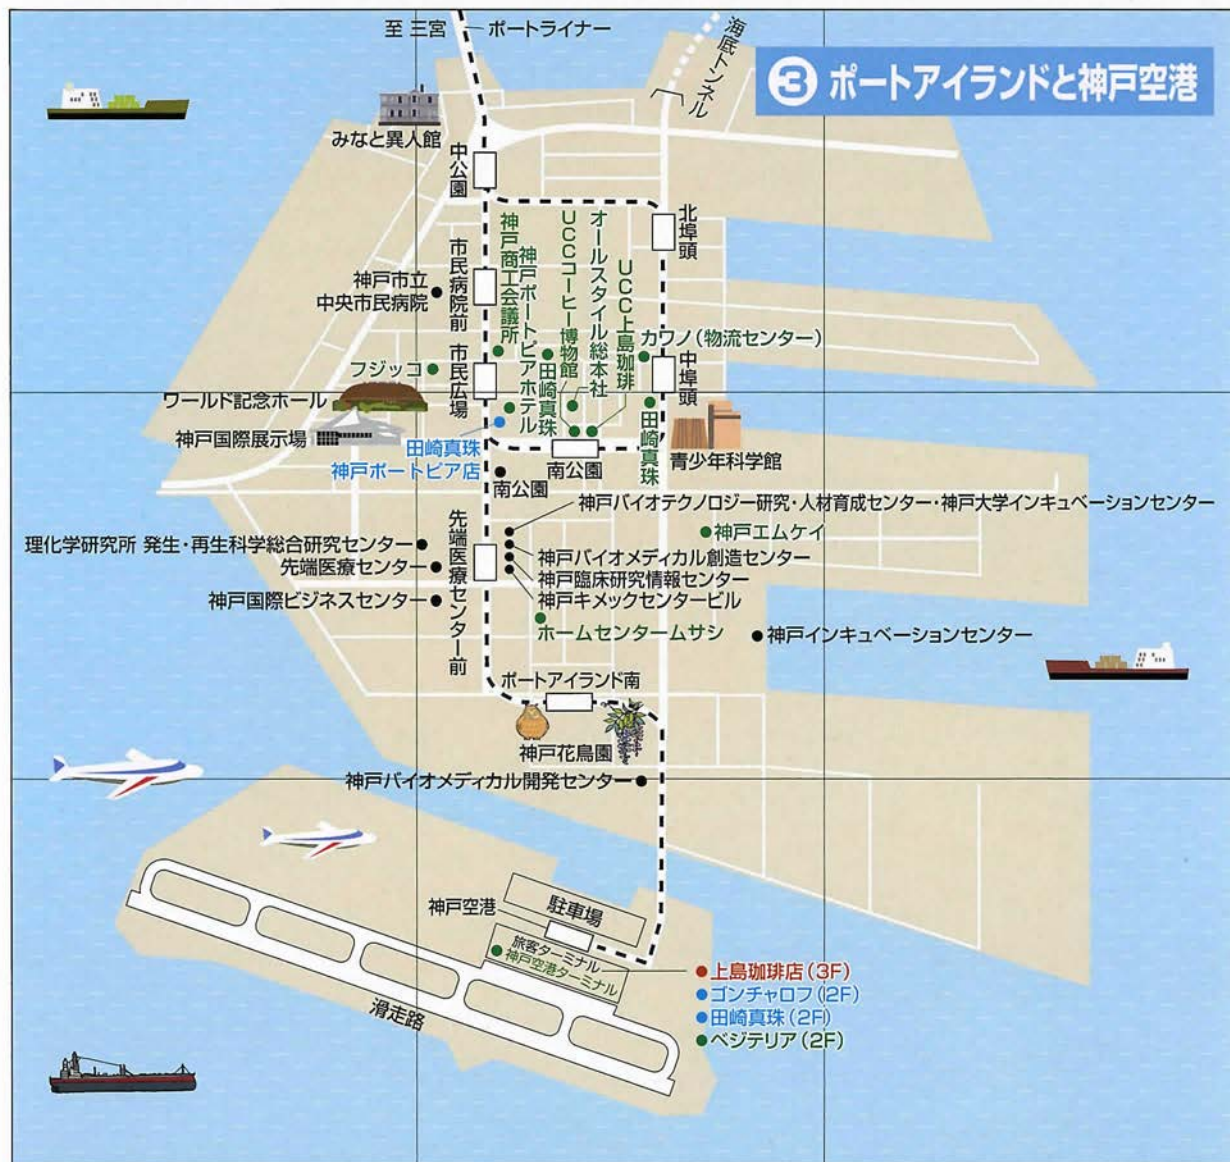 至 三宮
ポートライナー
海底トンネル
③ ポートアイランドと神戸空港
みなと異人館
中公園
北埠頭
神戸商工会議所
神戸ポートピアホテル
田崎真珠
UCCコーヒー博物館
オールスタイル総本社
UCC上島珈琲
市民病院前
神戸市立
中央市民病院
カワノ(物流センター)
中埠頭
フジッコ
市民広場
ワールド記念ホール
神戸国際展示場
田崎真珠
神戸ポートピア店
田崎真珠
青少年科学館
南公園
南公園
神戸バイオテクノロジー研究・人材育成センター・神戸大学インキュベーションセンター
神戸エムケイ
理化学研究所 発生・再生科学総合研究センター
先端医療センター
先端医療センター前
神戸バイオメディカル創造センター
神戸臨床研究情報センター
神戸キメックセンタービル
神戸国際ビジネスセンター
ホームセンタームサシ
神戸インキュベーションセンター
ポートアイランド南
神戸花鳥園
神戸バイオメディカル開発センター
神戸空港
駐車場
旅客ターミナル
神戸空港ターミナル
滑走路
上島珈琲店(3F)
ゴンチャロフ(2F)
田崎真珠(2F)
ベジテリア(2F)